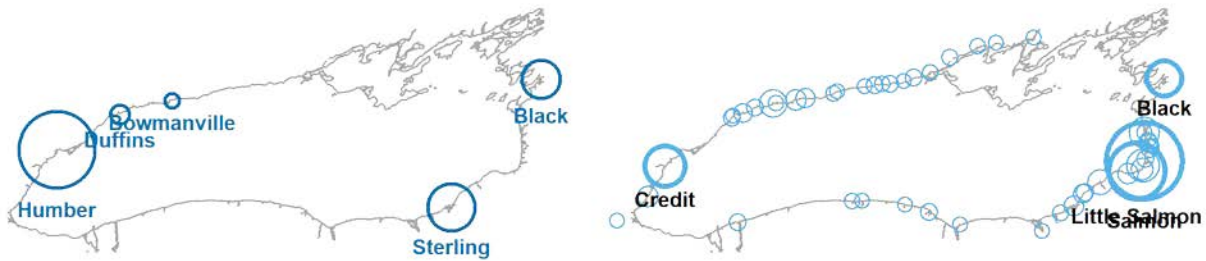 Bowmanville
Duffins
Humber
Black
Sterling
Black
Credit
Little Salmon
Salmon